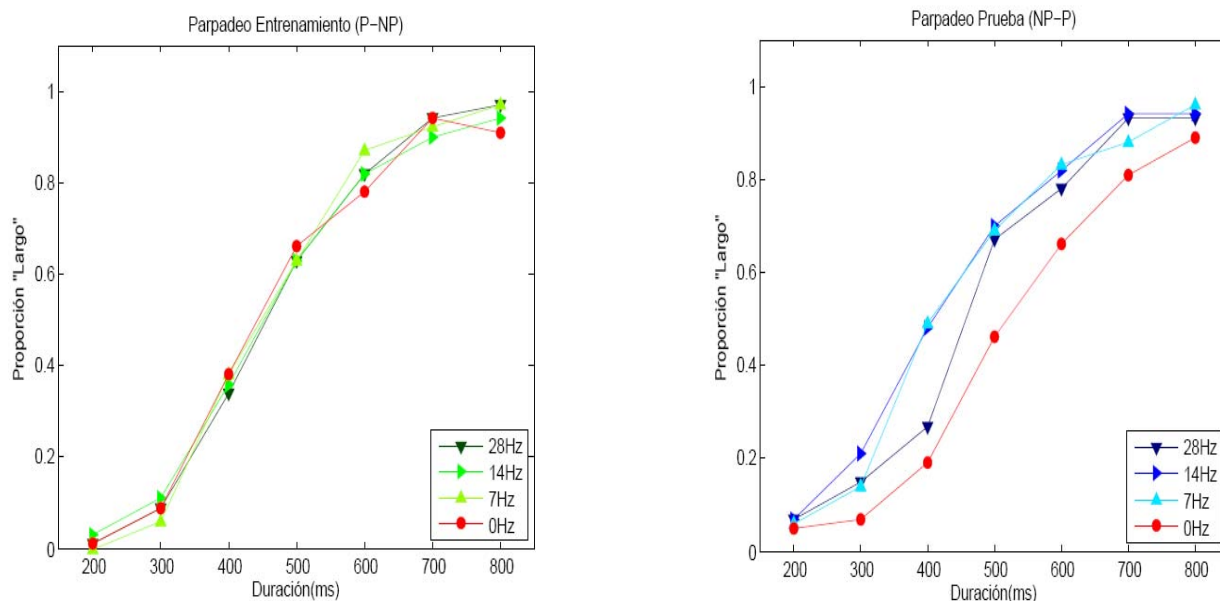 Parpadeo Entrenamiento (P-NP)
Proporción "Largo"
1
0.8
0.6
0.4
0.2
0
200 300 400 500 600 700 800
Duración(ms)
28Hz
14Hz
7Hz
0Hz
Parpadeo Prueba (NP-P)
Proporción "Largo"
1
0.8
0.6
0.4
0.2
0
200 300 400 500 600 700 800
Duración(ms)
28Hz
14Hz
7Hz
0Hz